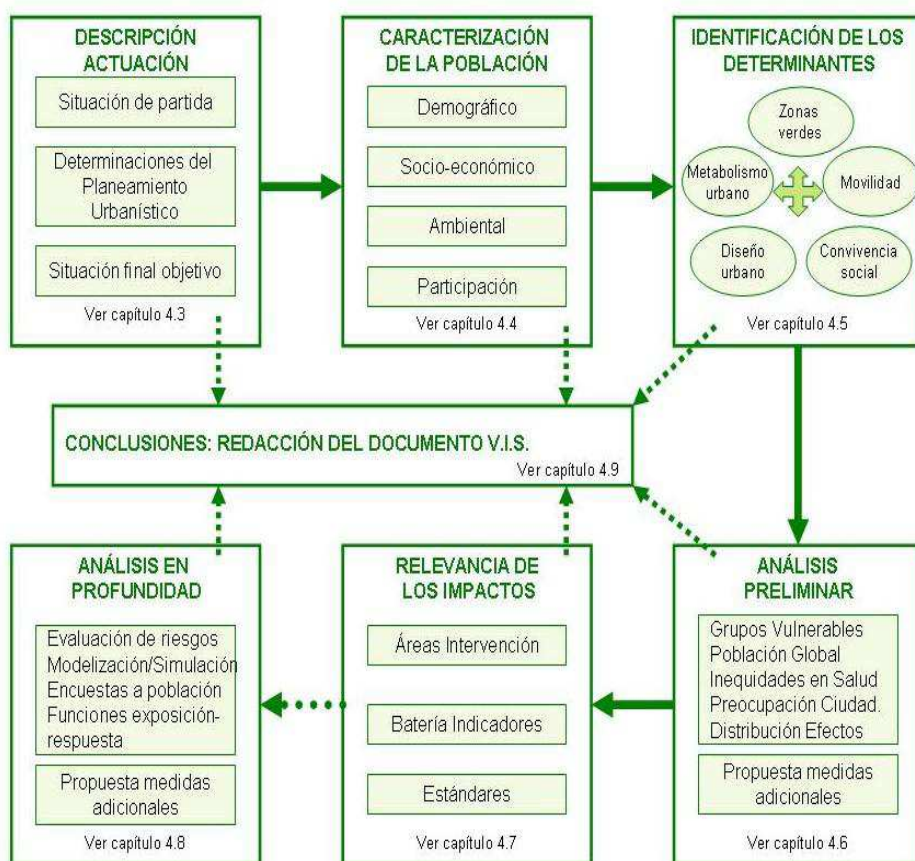 DESCRIPCIÓN
ACTUACIÓN
Situación de partida
Determinaciones del
Planeamiento
Urbanístico
Situación final objetivo
Ver capítulo 4.3
CARACTERIZACIÓN
DE LA POBLACIÓN
Demográfico
Socio-económico
Ambiental
Participación
Ver capítulo 4.4
IDENTIFICACIÓN DE LOS
DETERMINANTES
Zonas
verdes
Metabolismo
urbano
Movilidad
Diseño
urbano
Convivencia
social
Ver capítulo 4.5
CONCLUSIONES: REDACCIÓN DEL DOCUMENTO V.I.S.
Ver capítulo 4.9
ANÁLISIS EN
PROFUNDIDAD
Evaluación de riesgos
Modelización/Simulación
Encuestas a población
Funciones exposición-
respuesta
Propuesta medidas
adicionales
Ver capítulo 4.8
RELEVANCIA DE
LOS IMPACTOS
Áreas Intervención
Batería Indicadores
Estándares
Ver capítulo 4.7
ANÁLISIS
PRELIMINAR
Grupos Vulnerables
Población Global
Inequidades en Salud
Preocupación Ciudad.
Distribución Efectos
Propuesta medidas
adicionales
Ver capítulo 4.6